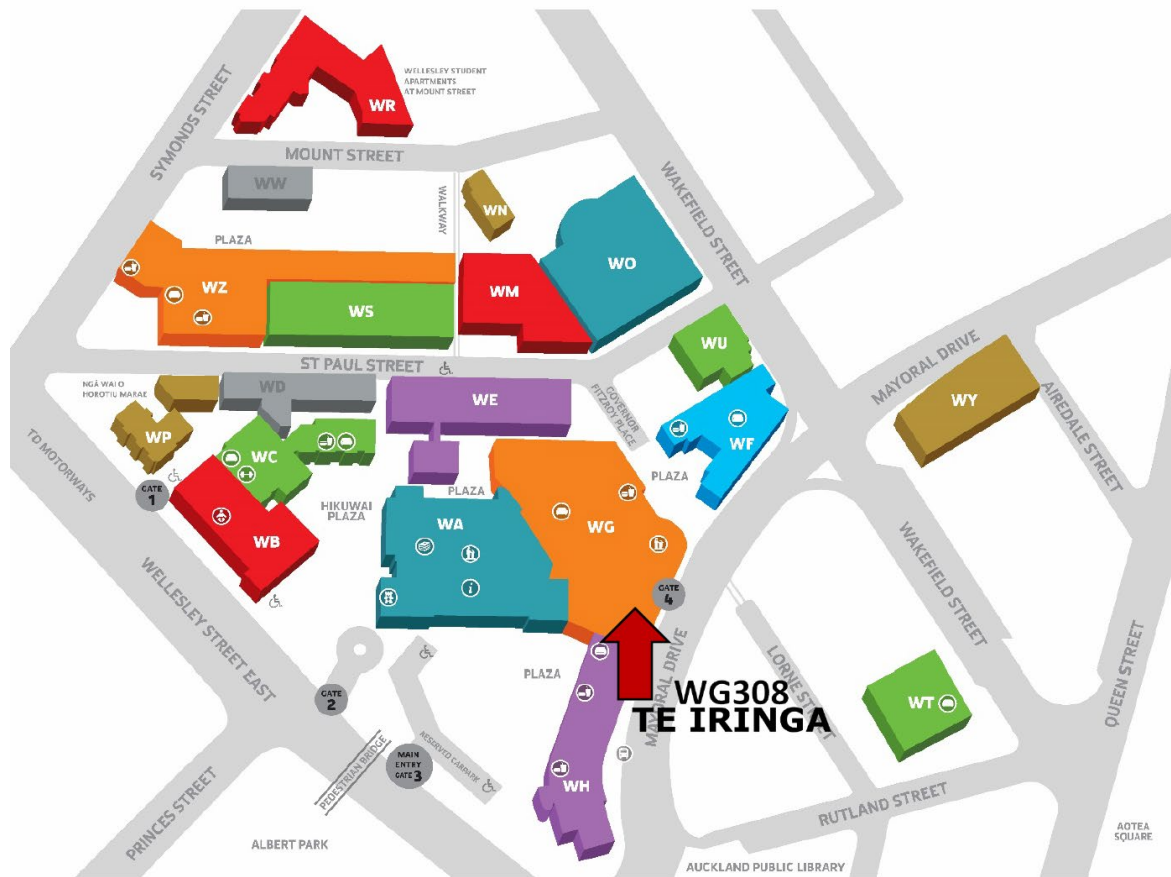 WELLESLEY STUDENT
APARTMENTS
AT MOUNT STREET
WR
SYMONDS STREET
MOUNT STREET
WW
WALKWAY
WN
WAKEFIELD STREET
PLAZA
WO
WZ
WM
WS
WU
ST PAUL STREET
MAYORAL DRIVE
NGĀ WAI O
HOROTIU MARAE
WD
WE
GOVERNOR
FITZROY PLACE
WY
AIREDALE STREET
WP
WF
TO MOTORWAYS
WC
PLAZA
PLAZA
GATE
1
HIKUWAI
PLAZA
WA
WG
WB
WAKEFIELD STREET
i
GATE
4
WELLESLEY STREET EAST
PLAZA
MAYORAL DRIVE
LORNE STREET
QUEEN STREET
WG308
TE IRINGA
WT
GATE
2
RESERVED CARPARK
MAIN
ENTRY
GATE 3
PEDESTRIAN BRIDGE
WH
PRINCES STREET
RUTLAND STREET
ALBERT PARK
AOTEA
SQUARE
AUCKLAND PUBLIC LIBRARY